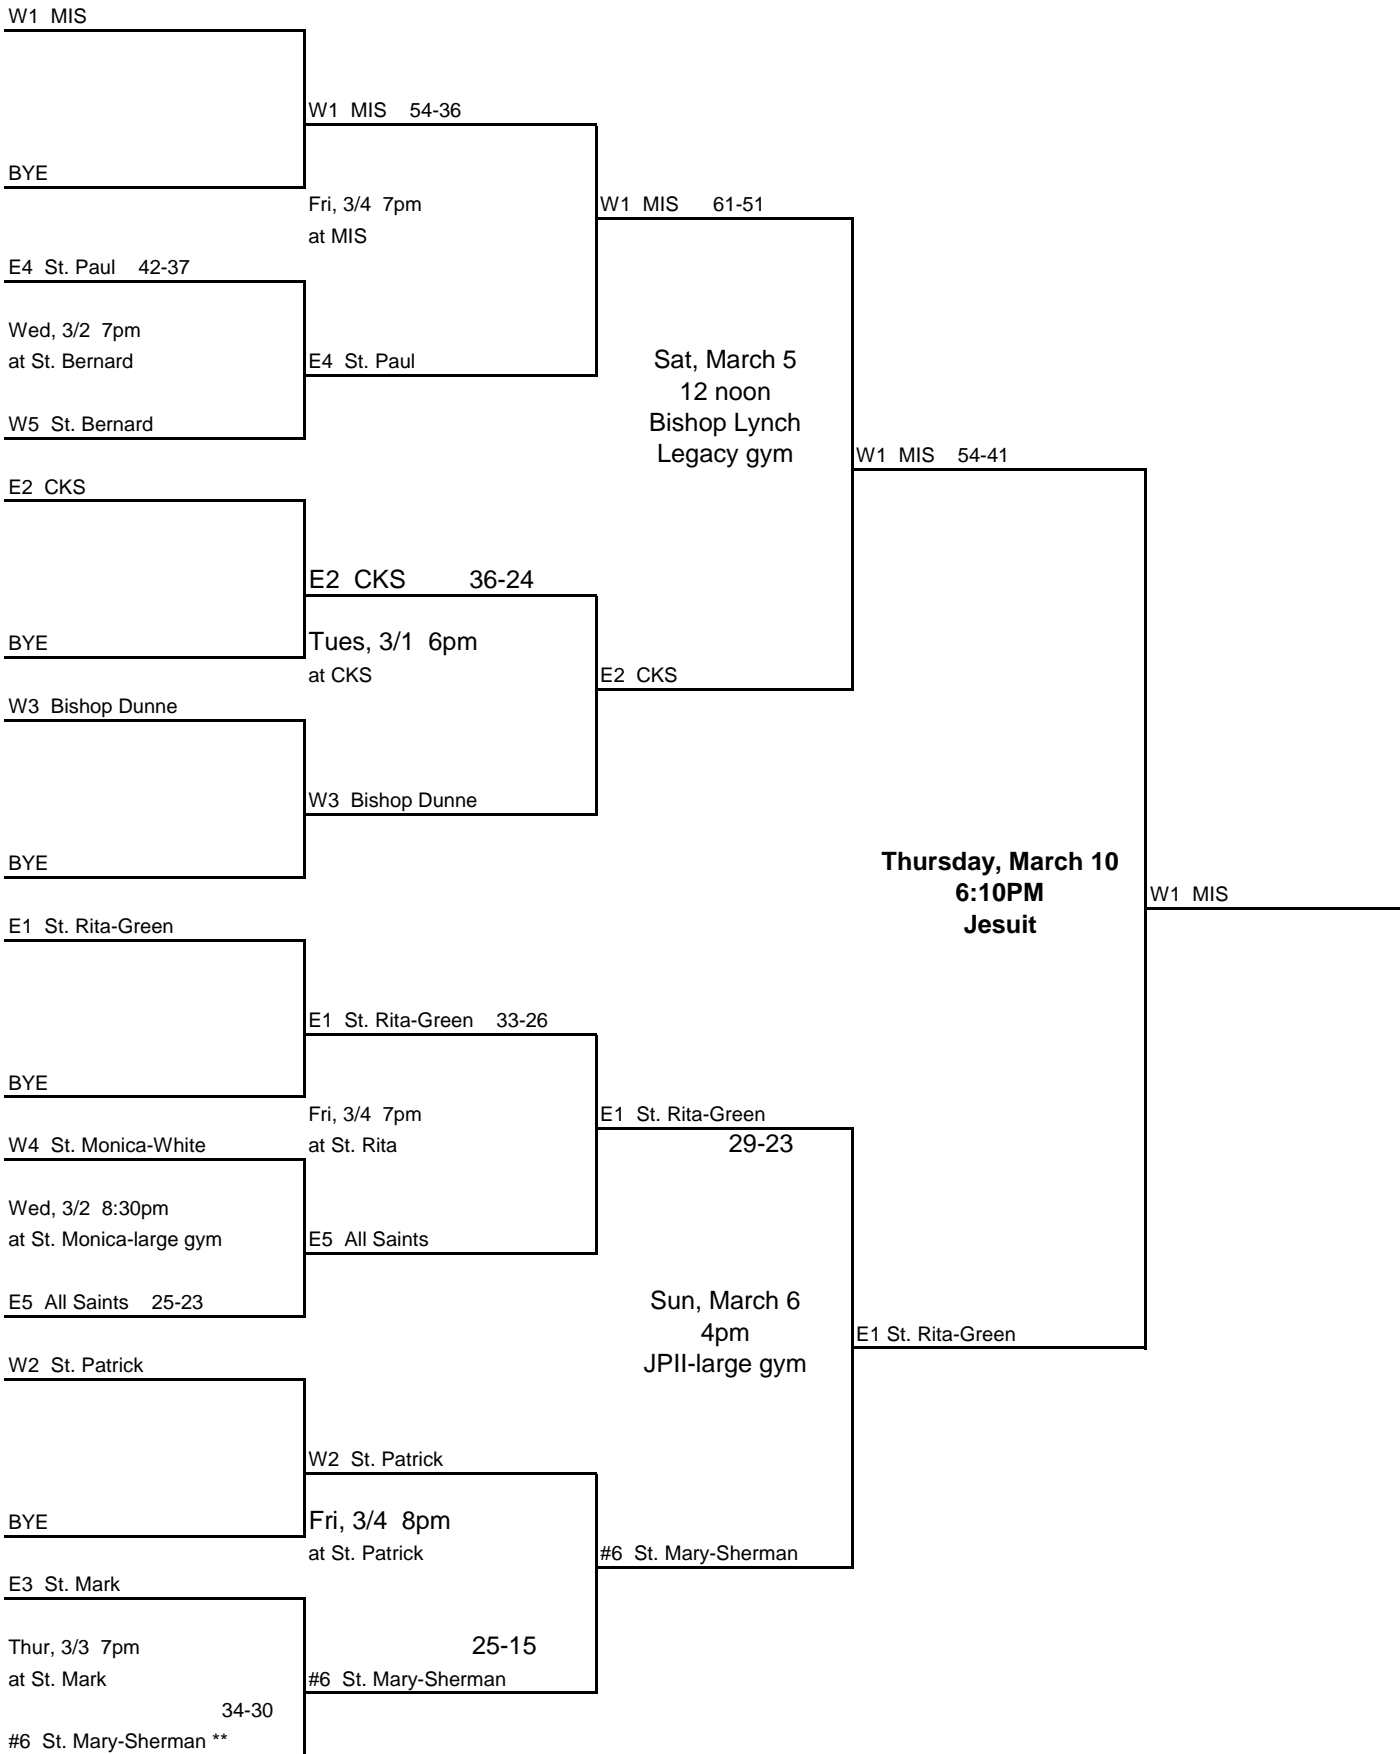 W1 MIS
W1 MIS 54-36
BYE
Fri, 3/4 7pm
at MIS
W1 MIS 61-51
E4 St. Paul 42-37
Wed, 3/2 7pm
at St. Bernard
E4 St. Paul
W5 St. Bernard
Sat, March 5
12 noon
Bishop Lynch
Legacy gym
W1 MIS 54-41
E2 CKS
E2 CKS 36-24
BYE
Tues, 3/1 6pm
at CKS
E2 CKS
W3 Bishop Dunne
W3 Bishop Dunne
BYE
Thursday, March 10
6:10PM
Jesuit
W1 MIS
E1 St. Rita-Green
E1 St. Rita-Green 33-26
BYE
Fri, 3/4 7pm
at St. Rita
E1 St. Rita-Green
29-23
W4 St. Monica-White
Wed, 3/2 8:30pm
at St. Monica-large gym
E5 All Saints
E5 All Saints 25-23
Sun, March 6
4pm
JPII-large gym
E1 St. Rita-Green
W2 St. Patrick
W2 St. Patrick
BYE
Fri, 3/4 8pm
at St. Patrick
#6 St. Mary-Sherman
E3 St. Mark
Thur, 3/3 7pm
at St. Mark
25-15
#6 St. Mary-Sherman
34-30
#6 St. Mary-Sherman **